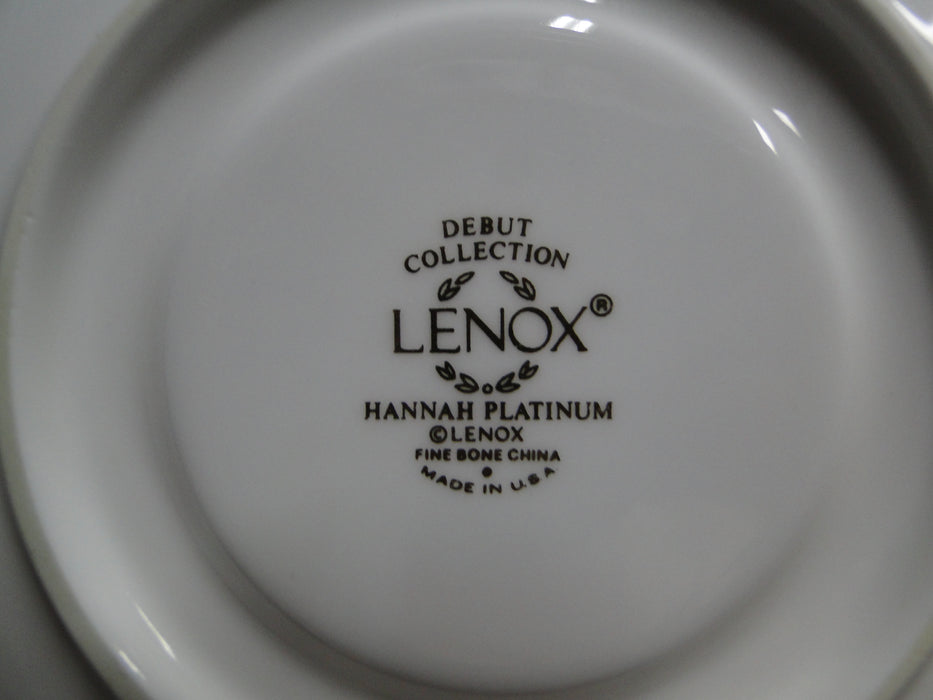 DEBUT
COLLECTION
LENOX®
HANNAH PLATINUM
©LENOX
FINE BONE CHINA
MADE IN U.S.A